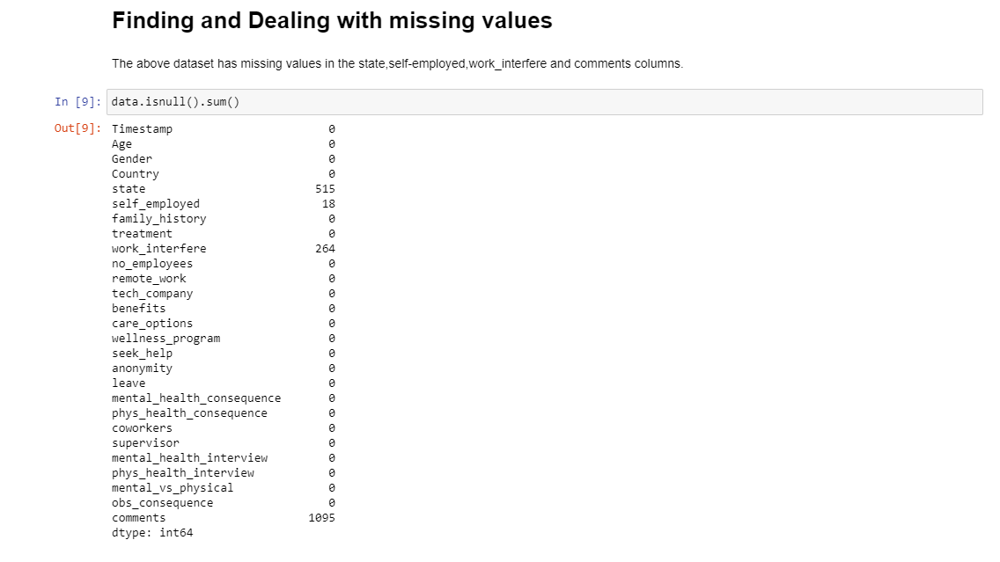 Finding and Dealing with missing values
The above dataset has missing values in the state,self-employed,work_interfere and comments columns.
In [9]: data.isnull().sum()
Out[9]: Timestamp 0
Age 0
Gender 0
Country 0
state 515
self_employed 18
family_history 0
treatment 0
work_interfere 264
no_employees 0
remote_work 0
tech_company 0
benefits 0
care_options 0
wellness_program 0
seek_help 0
anonymity 0
leave 0
mental_health_consequence 0
phys_health_consequence 0
coworkers 0
supervisor 0
mental_health_interview 0
phys_health_interview 0
mental_vs_physical 0
obs_consequence 0
comments 1095
dtype: int64